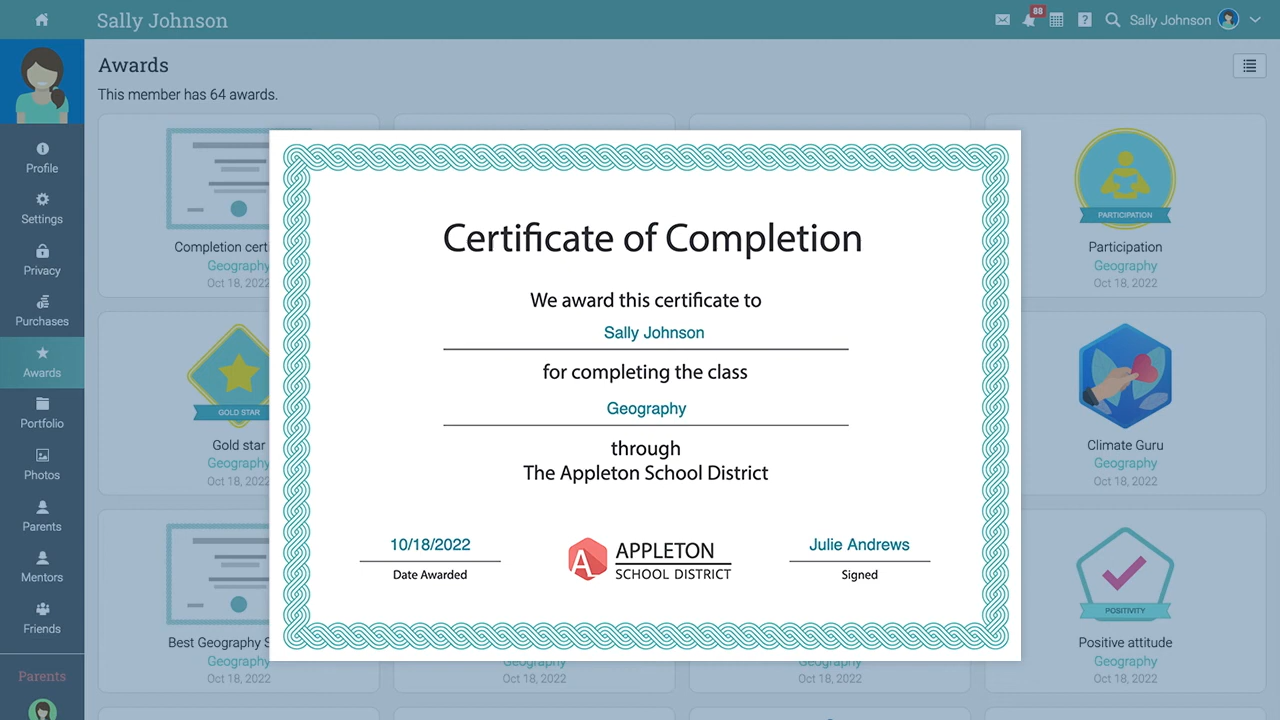 Sally Johnson
88
?
Sally Johnson
Awards
This member has 64 awards.
Profile
Settings
Privacy
Purchases
Awards
Portfolio
Photos
Parents
Mentors
Friends
Parents
Completion cert
Geography
Oct 18, 2022
PARTICIPATION
Participation
Geography
Oct 18, 2022
GOLD STAR
Gold star
Geography
Oct 18, 2022
Climate Guru
Geography
Oct 18, 2022
Best Geography S
Geography
Oct 18, 2022
Geography
Oct 18, 2022
Geography
Oct 18, 2022
POSITIVITY
Positive attitude
Geography
Oct 18, 2022
Certificate of Completion
We award this certificate to
Sally Johnson
for completing the class
Geography
through
The Appleton School District
10/18/2022
Date Awarded
A
APPLETON
SCHOOL DISTRICT
Julie Andrews
Signed